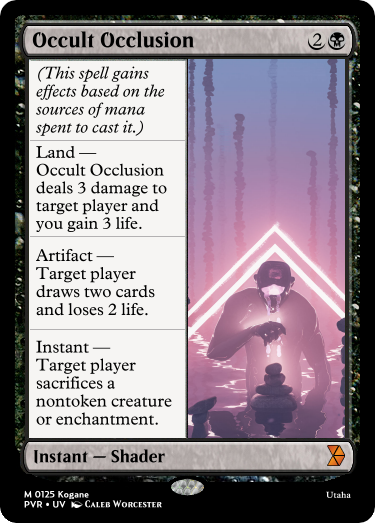 Occult Occlusion 2
(This spell gains
effects based on the
sources of mana
spent to cast it.)
Land —
Occult Occlusion
deals 3 damage to
target player and
you gain 3 life.
Artifact —
Target player
draws two cards
and loses 2 life.
Instant —
Target player
sacrifices a
nontoken creature
or enchantment.
Instant — Shader
M 0125 Kogane
PVR • UV Caleb Worcester
Utaha